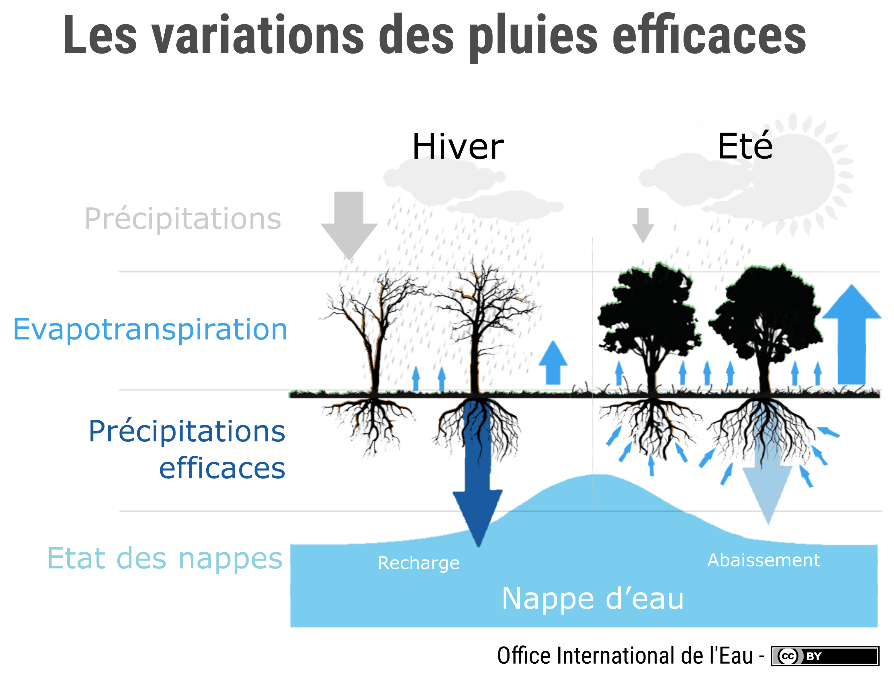 Les variations des pluies efficaces
Hiver
Eté
Précipitations
Evapotranspiration
Précipitations
efficaces
Etat des nappes
Recharge
Abaissement
Nappe d’eau
Office International de l'Eau - cc BY